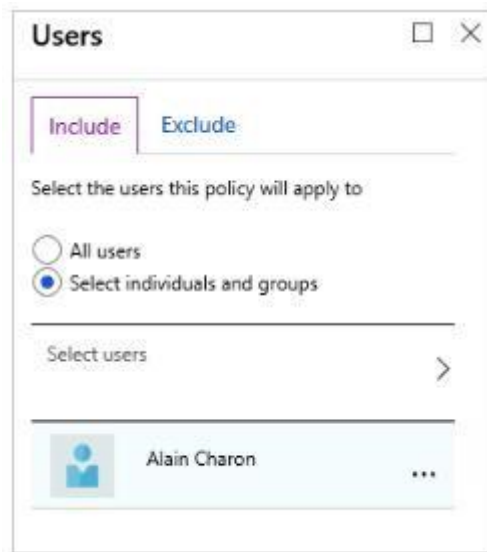 Users
Include Exclude
Select the users this policy will apply to
All users
Select individuals and groups
Select users
Alain Charon